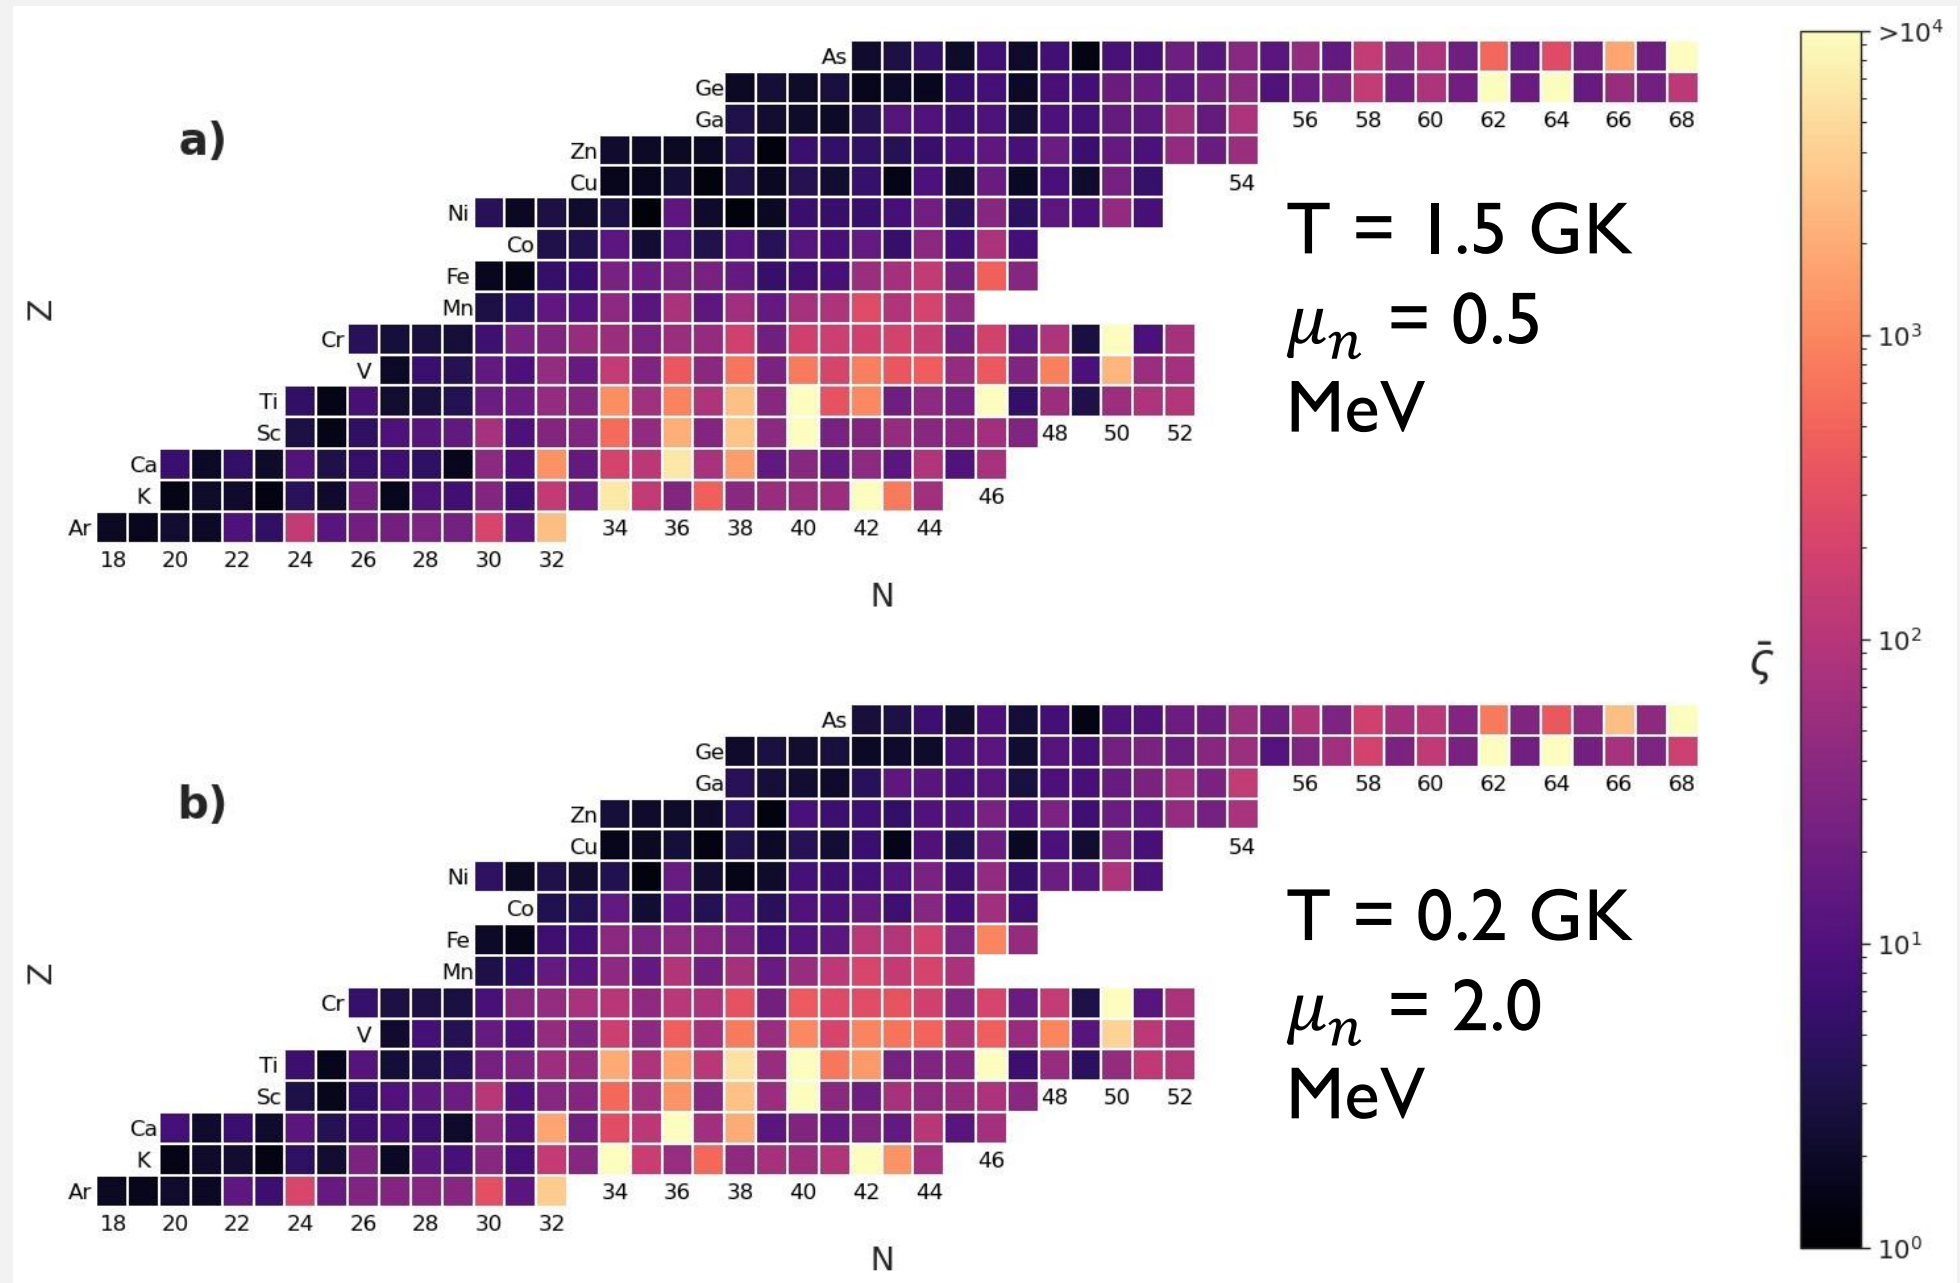 a)
As
Ge
56 58 60 62 64 66 68
Ga
Zn
Cu
54
Ni
Co
Fe
Mn
Cr
V
Ti
Sc
48 50 52
Ca
K
46
Ar
34 36 38 40 42 44
18 20 22 24 26 28 30 32
Z
N
T = 1.5 GK
μₙ = 0.5
MeV
b)
As
Ge
56 58 60 62 64 66 68
Ga
Zn
Cu
54
Ni
Co
Fe
Mn
Cr
V
Ti
Sc
48 50 52
Ca
K
46
Ar
34 36 38 40 42 44
18 20 22 24 26 28 30 32
Z
N
T = 0.2 GK
μₙ = 2.0
MeV
ς̄
>10⁴
10³
10²
10¹
10⁰